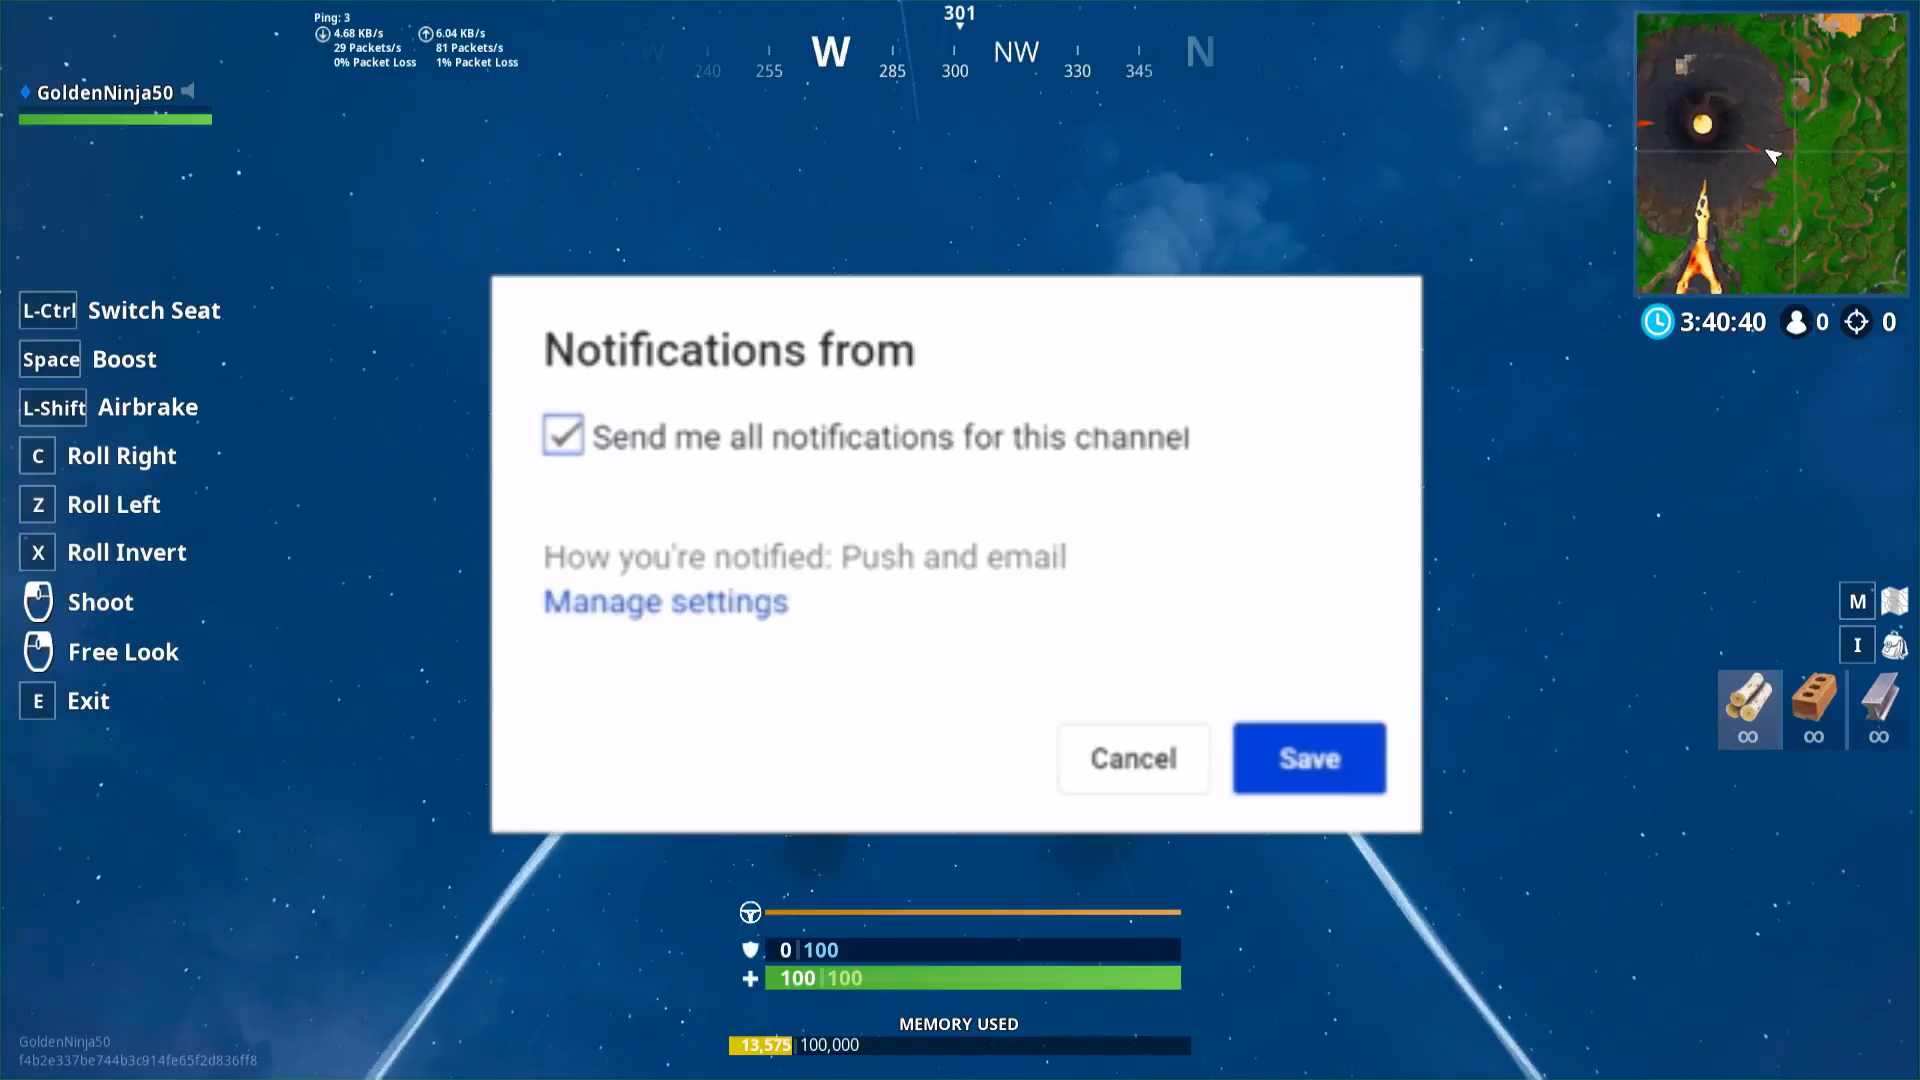 Ping: 3
4.68 KB/s 6.04 KB/s
29 Packets/s 81 Packets/s
0% Packet Loss 1% Packet Loss
301
SW W NW N
240 255 285 300 330 345
GoldenNinja50
3:40:40 0 0
L-Ctrl Switch Seat
Space Boost
L-Shift Airbrake
C Roll Right
Z Roll Left
X Roll Invert
Shoot
Free Look
E Exit
Notifications from
Send me all notifications for this channel
How you're notified: Push and email
Manage settings
Cancel Save
M
I
∞ ∞ ∞
0 | 100
100 | 100
MEMORY USED
13,575 | 100,000
GoldenNinja50
f4b2e337be744b3c914fe65f2d836ff8